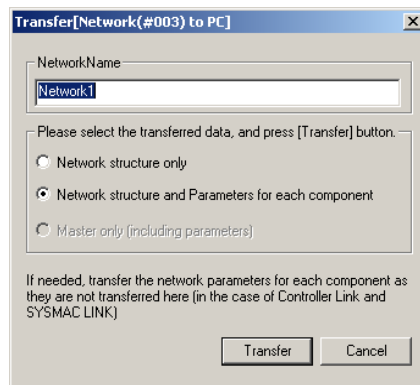 Transfer[Network(#003) to PC]
NetworkName
Network1
Please select the transferred data, and press [Transfer] button.
Network structure only
Network structure and Parameters for each component
Master only (including parameters)
If needed, transfer the network parameters for each component as
they are not transferred here (in the case of Controller Link and
SYSMAC LINK)
Transfer
Cancel